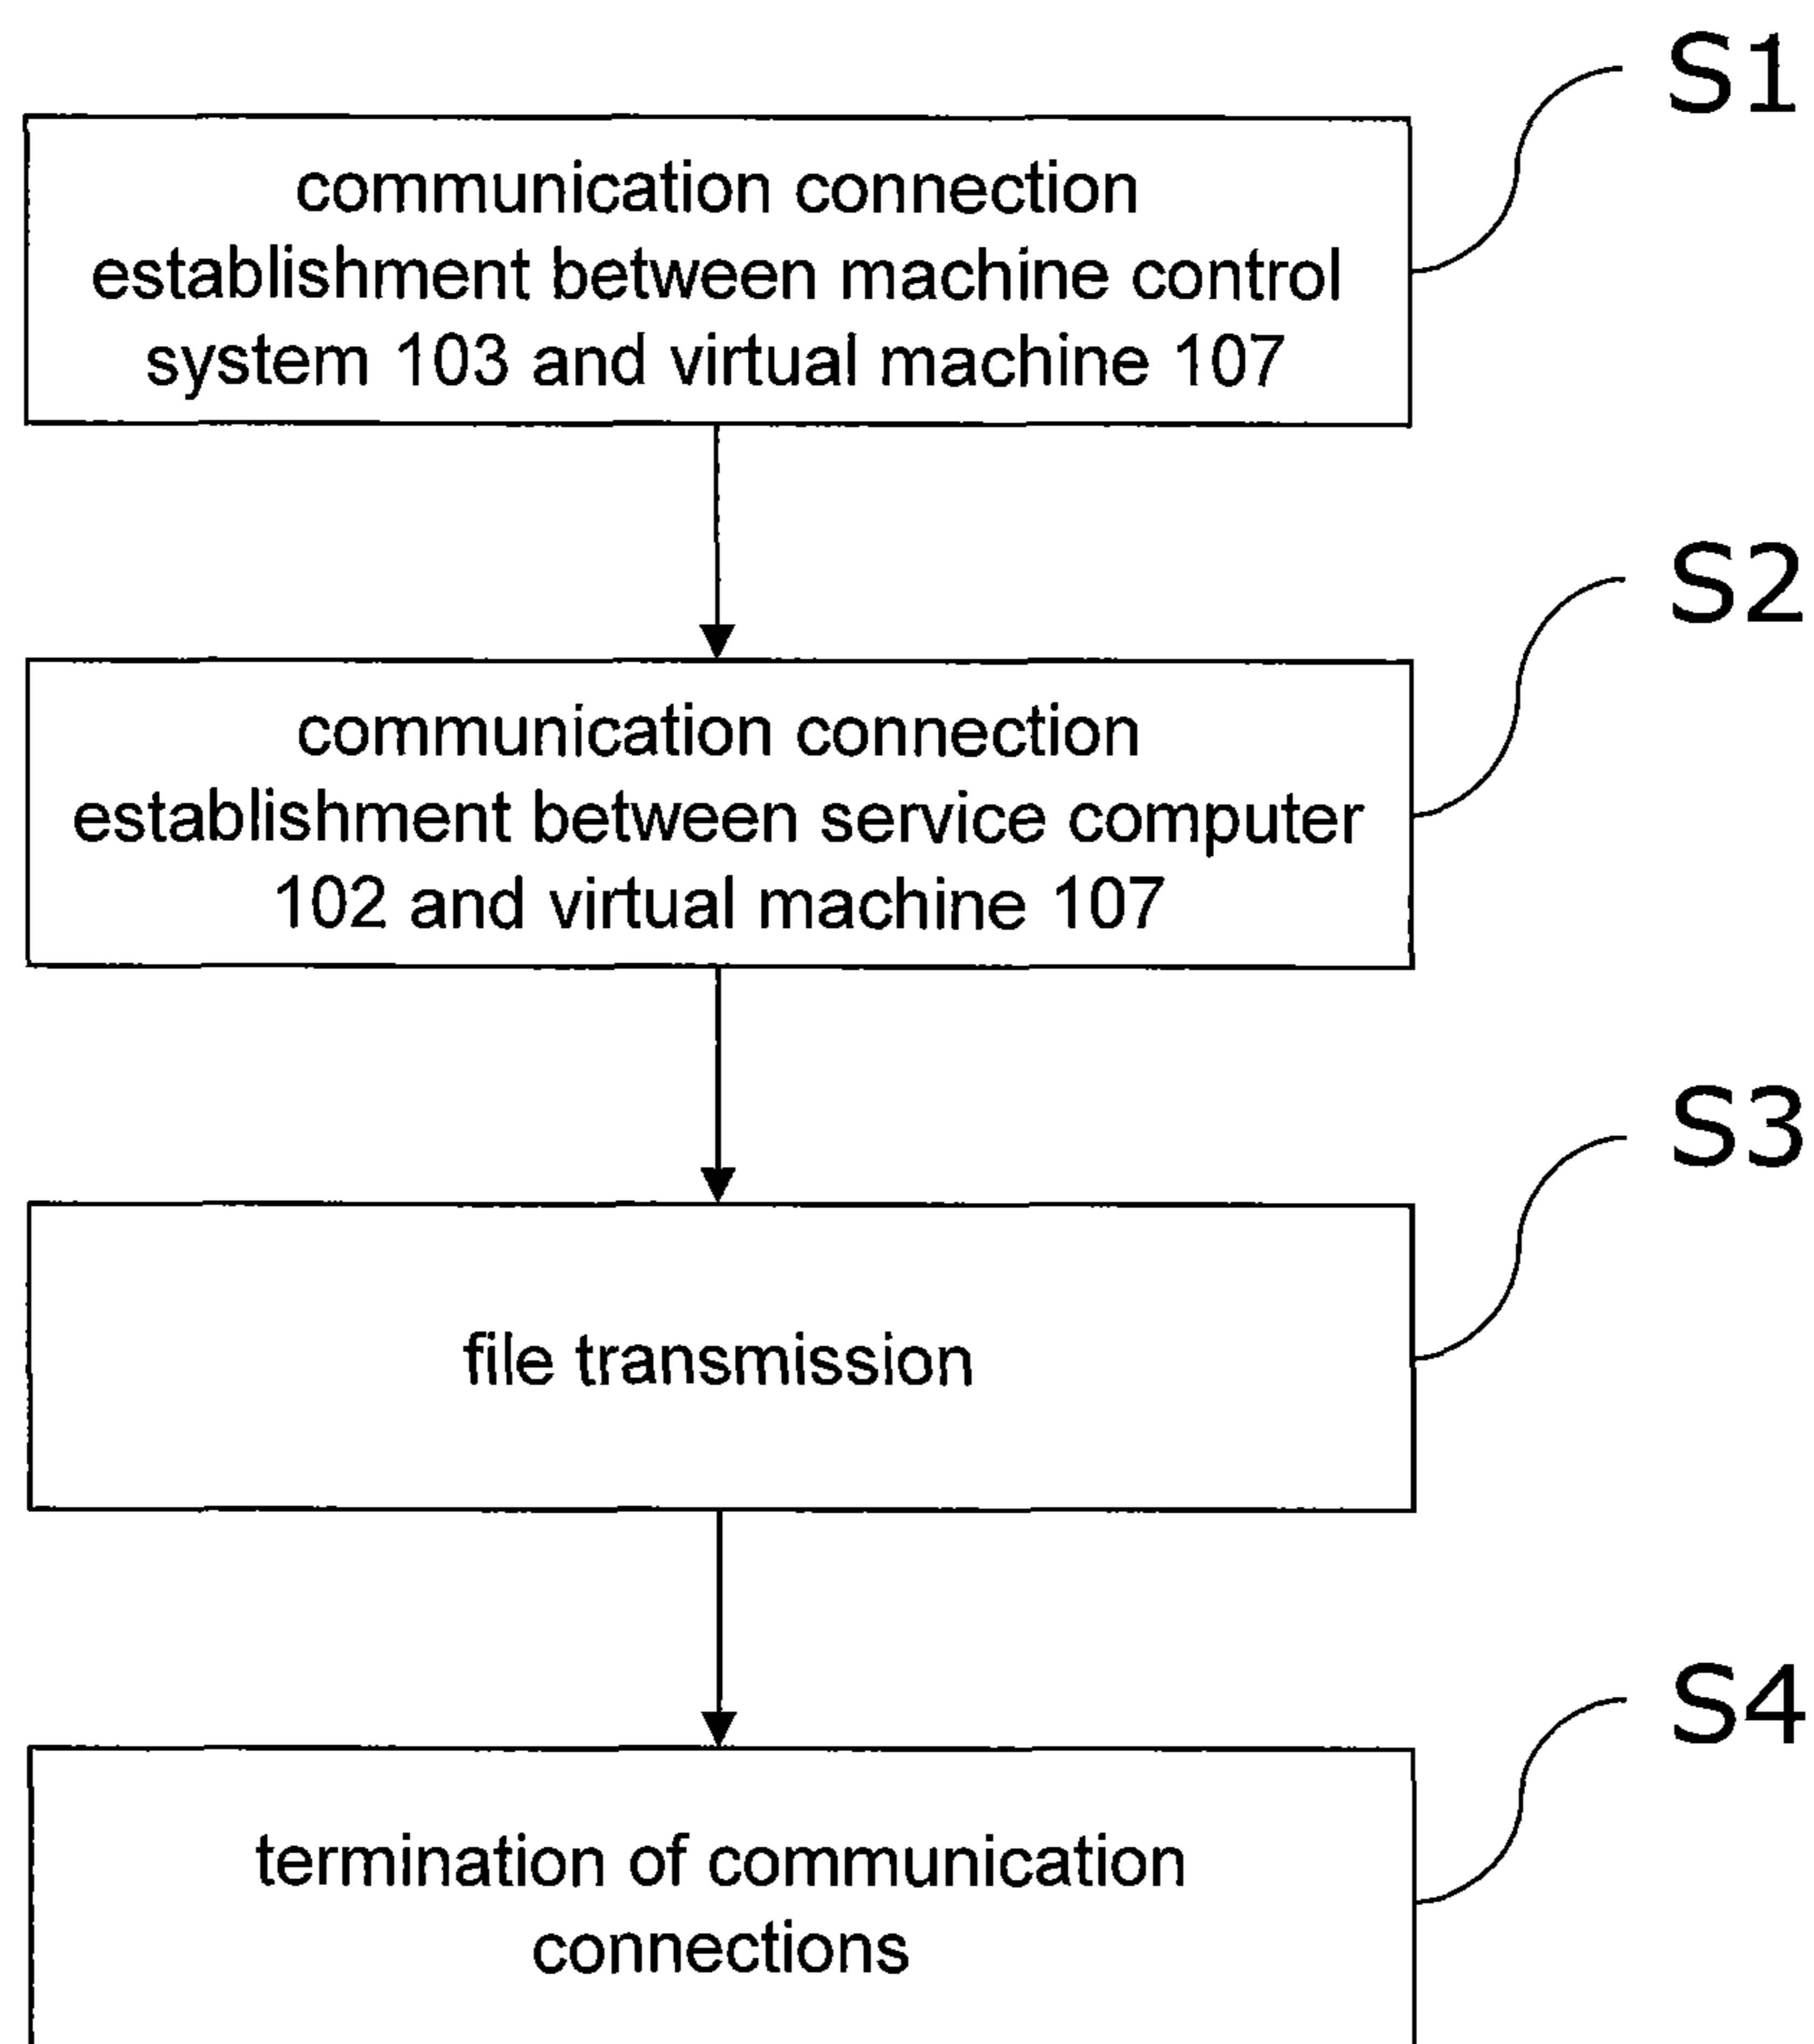 S1
communication connection
establishment between machine control
system 103 and virtual machine 107
S2
communication connection
establishment between service computer
102 and virtual machine 107
S3
file transmission
S4
termination of communication
connections